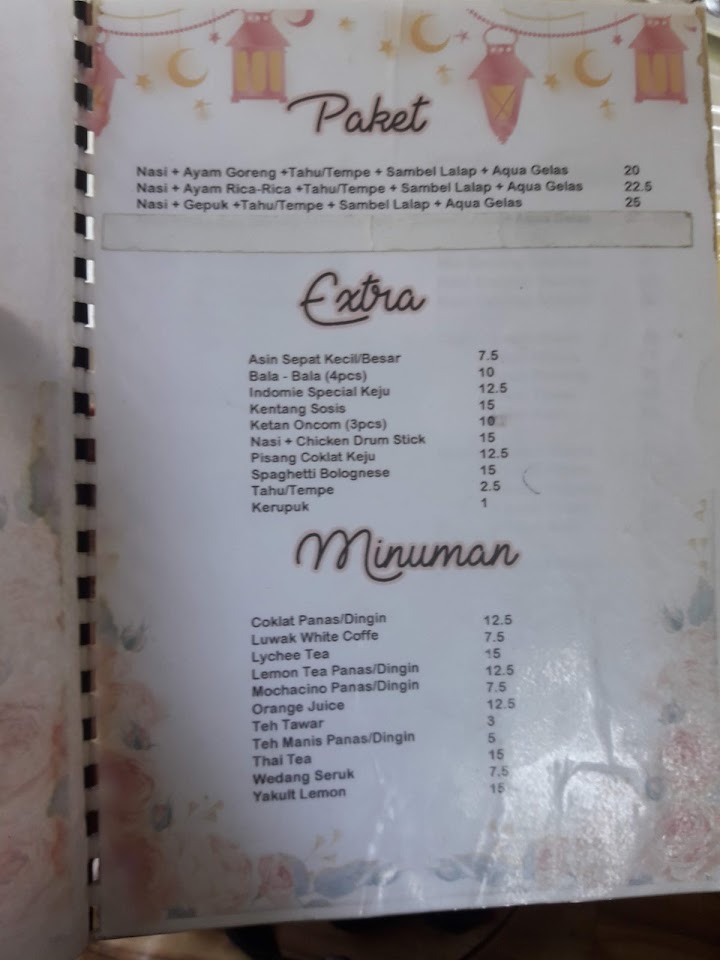 Paket
Nasi + Ayam Goreng +Tahu/Tempe + Sambel Lalap + Aqua Gelas 20
Nasi + Ayam Rica-Rica +Tahu/Tempe + Sambel Lalap + Aqua Gelas 22.5
Nasi + Gepuk +Tahu/Tempe + Sambel Lalap + Aqua Gelas 25
Extra
Asin Sepat Kecil/Besar 7.5
Bala - Bala (4pcs) 10
Indomie Special Keju 12.5
Kentang Sosis 15
Ketan Oncom (3pcs) 10
Nasi + Chicken Drum Stick 15
Pisang Coklat Keju 12.5
Spaghetti Bolognese 15
Tahu/Tempe 2.5
Kerupuk 1
Minuman
Coklat Panas/Dingin 12.5
Luwak White Coffe 7.5
Lychee Tea 15
Lemon Tea Panas/Dingin 12.5
Mochacino Panas/Dingin 7.5
Orange Juice 12.5
Teh Tawar 3
Teh Manis Panas/Dingin 5
Thai Tea 15
Wedang Seruk 7.5
Yakult Lemon 15